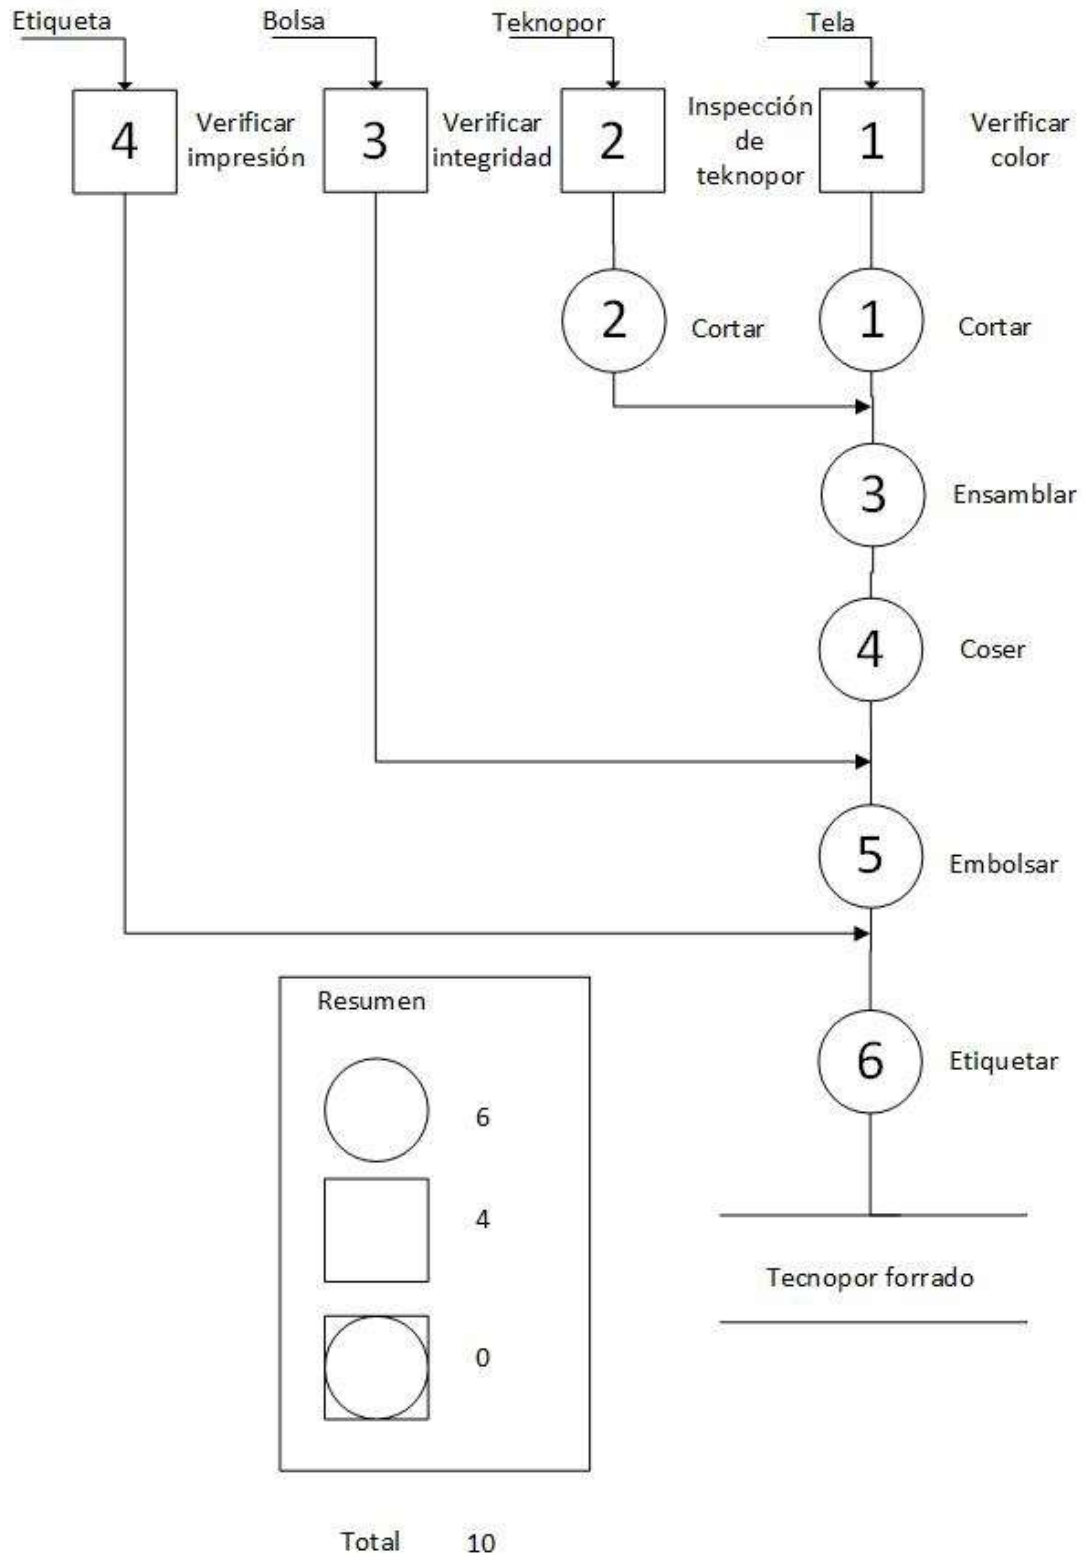 Etiqueta
Bolsa
Teknopor
Tela
4
Verificar
impresión
3
Verificar
integridad
2
Inspección
de
teknopor
1
Verificar
color
2
Cortar
1
Cortar
3
Ensamblar
4
Coser
5
Embolsar
6
Etiquetar
Tecnopor forrado
Resumen
6
4
0
Total 10